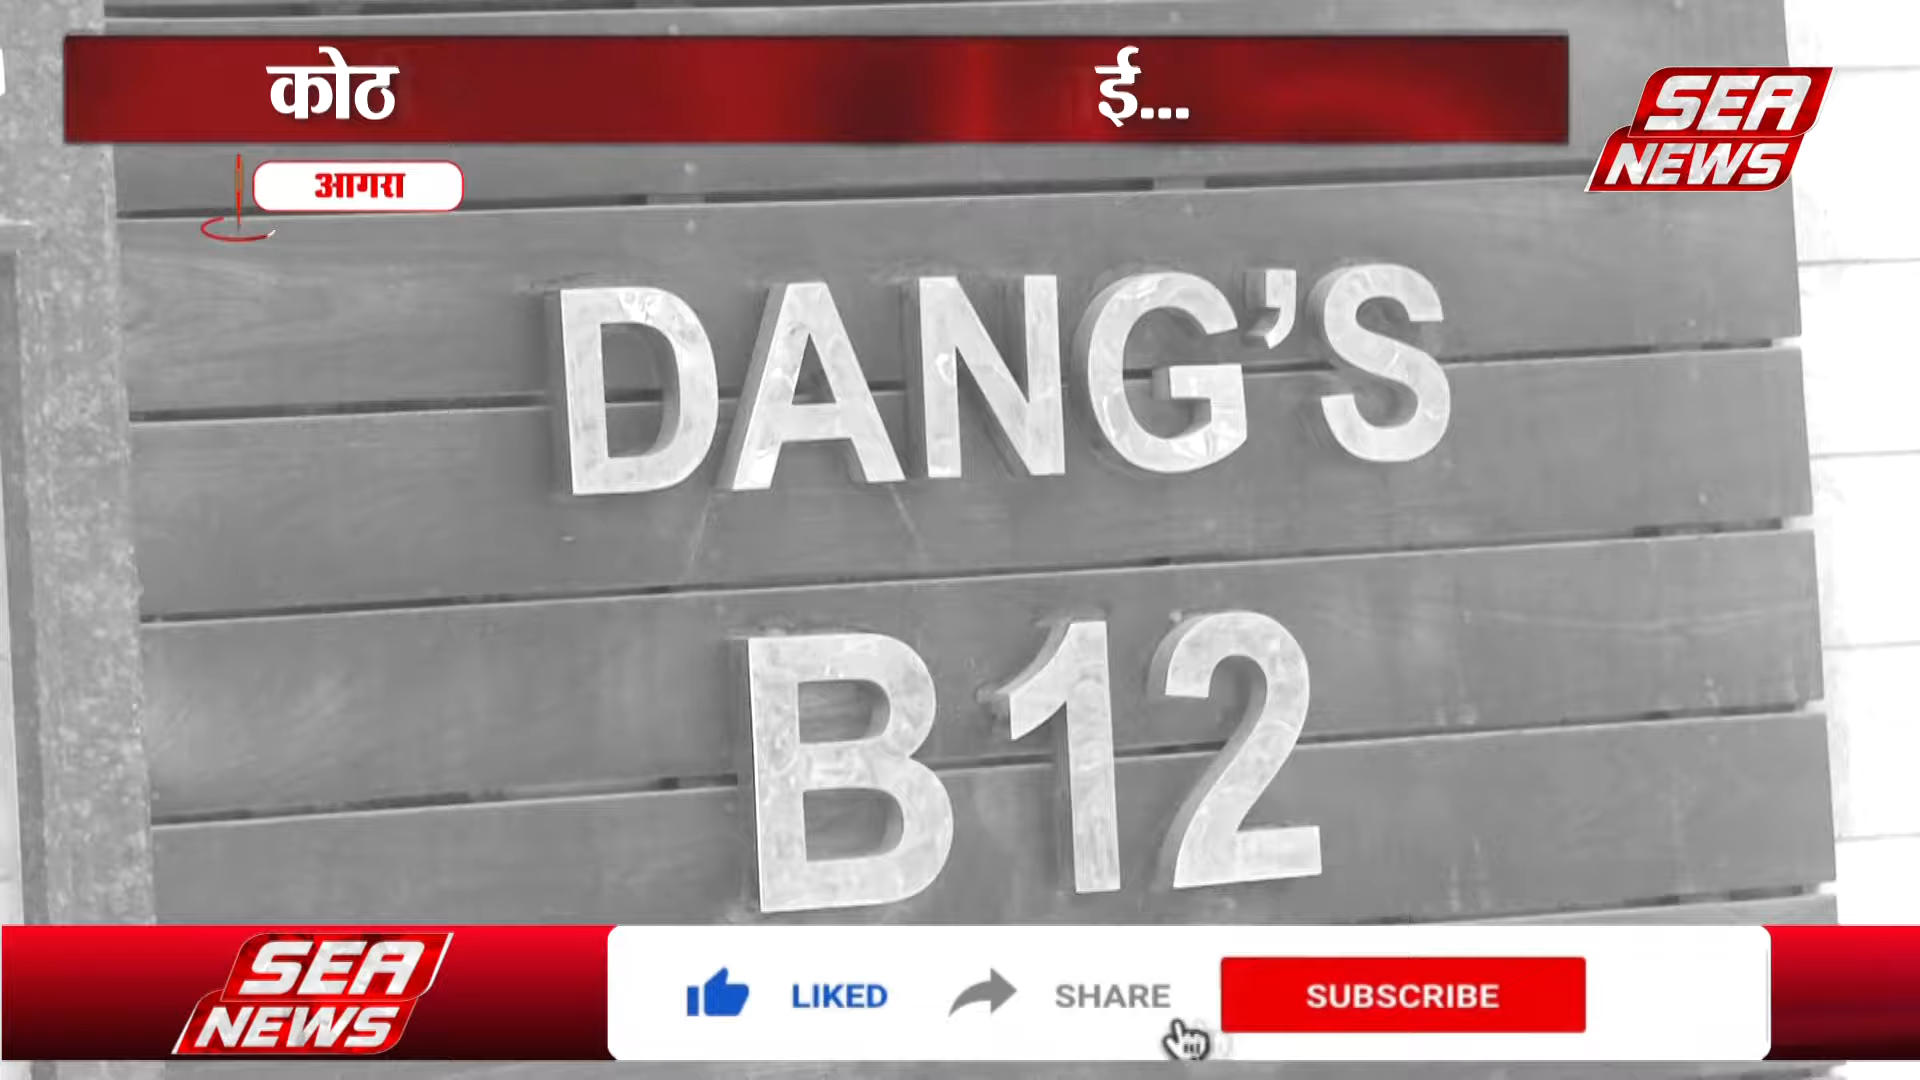 कोठ ई...
SEA
NEWS
आगरा
DANG'S
B12
SEA
NEWS
LIKED SHARE SUBSCRIBE